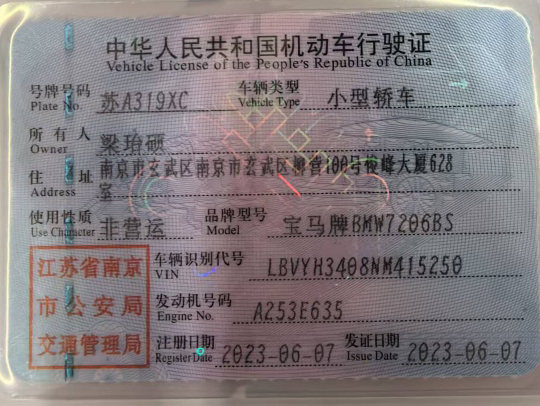 中华人民共和国机动车行驶证
Vehicle License of the People's Republic of China
号牌号码 苏A319XC 车辆类型 小型轿车
Plate No. Vehicle Type
所有人 梁珆硕
Owner
住址 南京市玄武区南京市玄武区柳营100号棱峰大厦628
Address 室
使用性质 非营运 品牌型号 宝马牌BMW7206BS
Use Character Model
江苏省南京
市公安局
交通管理局
车辆识别代号 LBVYH3408NM415250
VIN
发动机号码 A253E635
Engine No.
注册日期 2023-06-07 发证日期 2023-06-07
Register Date Issue Date